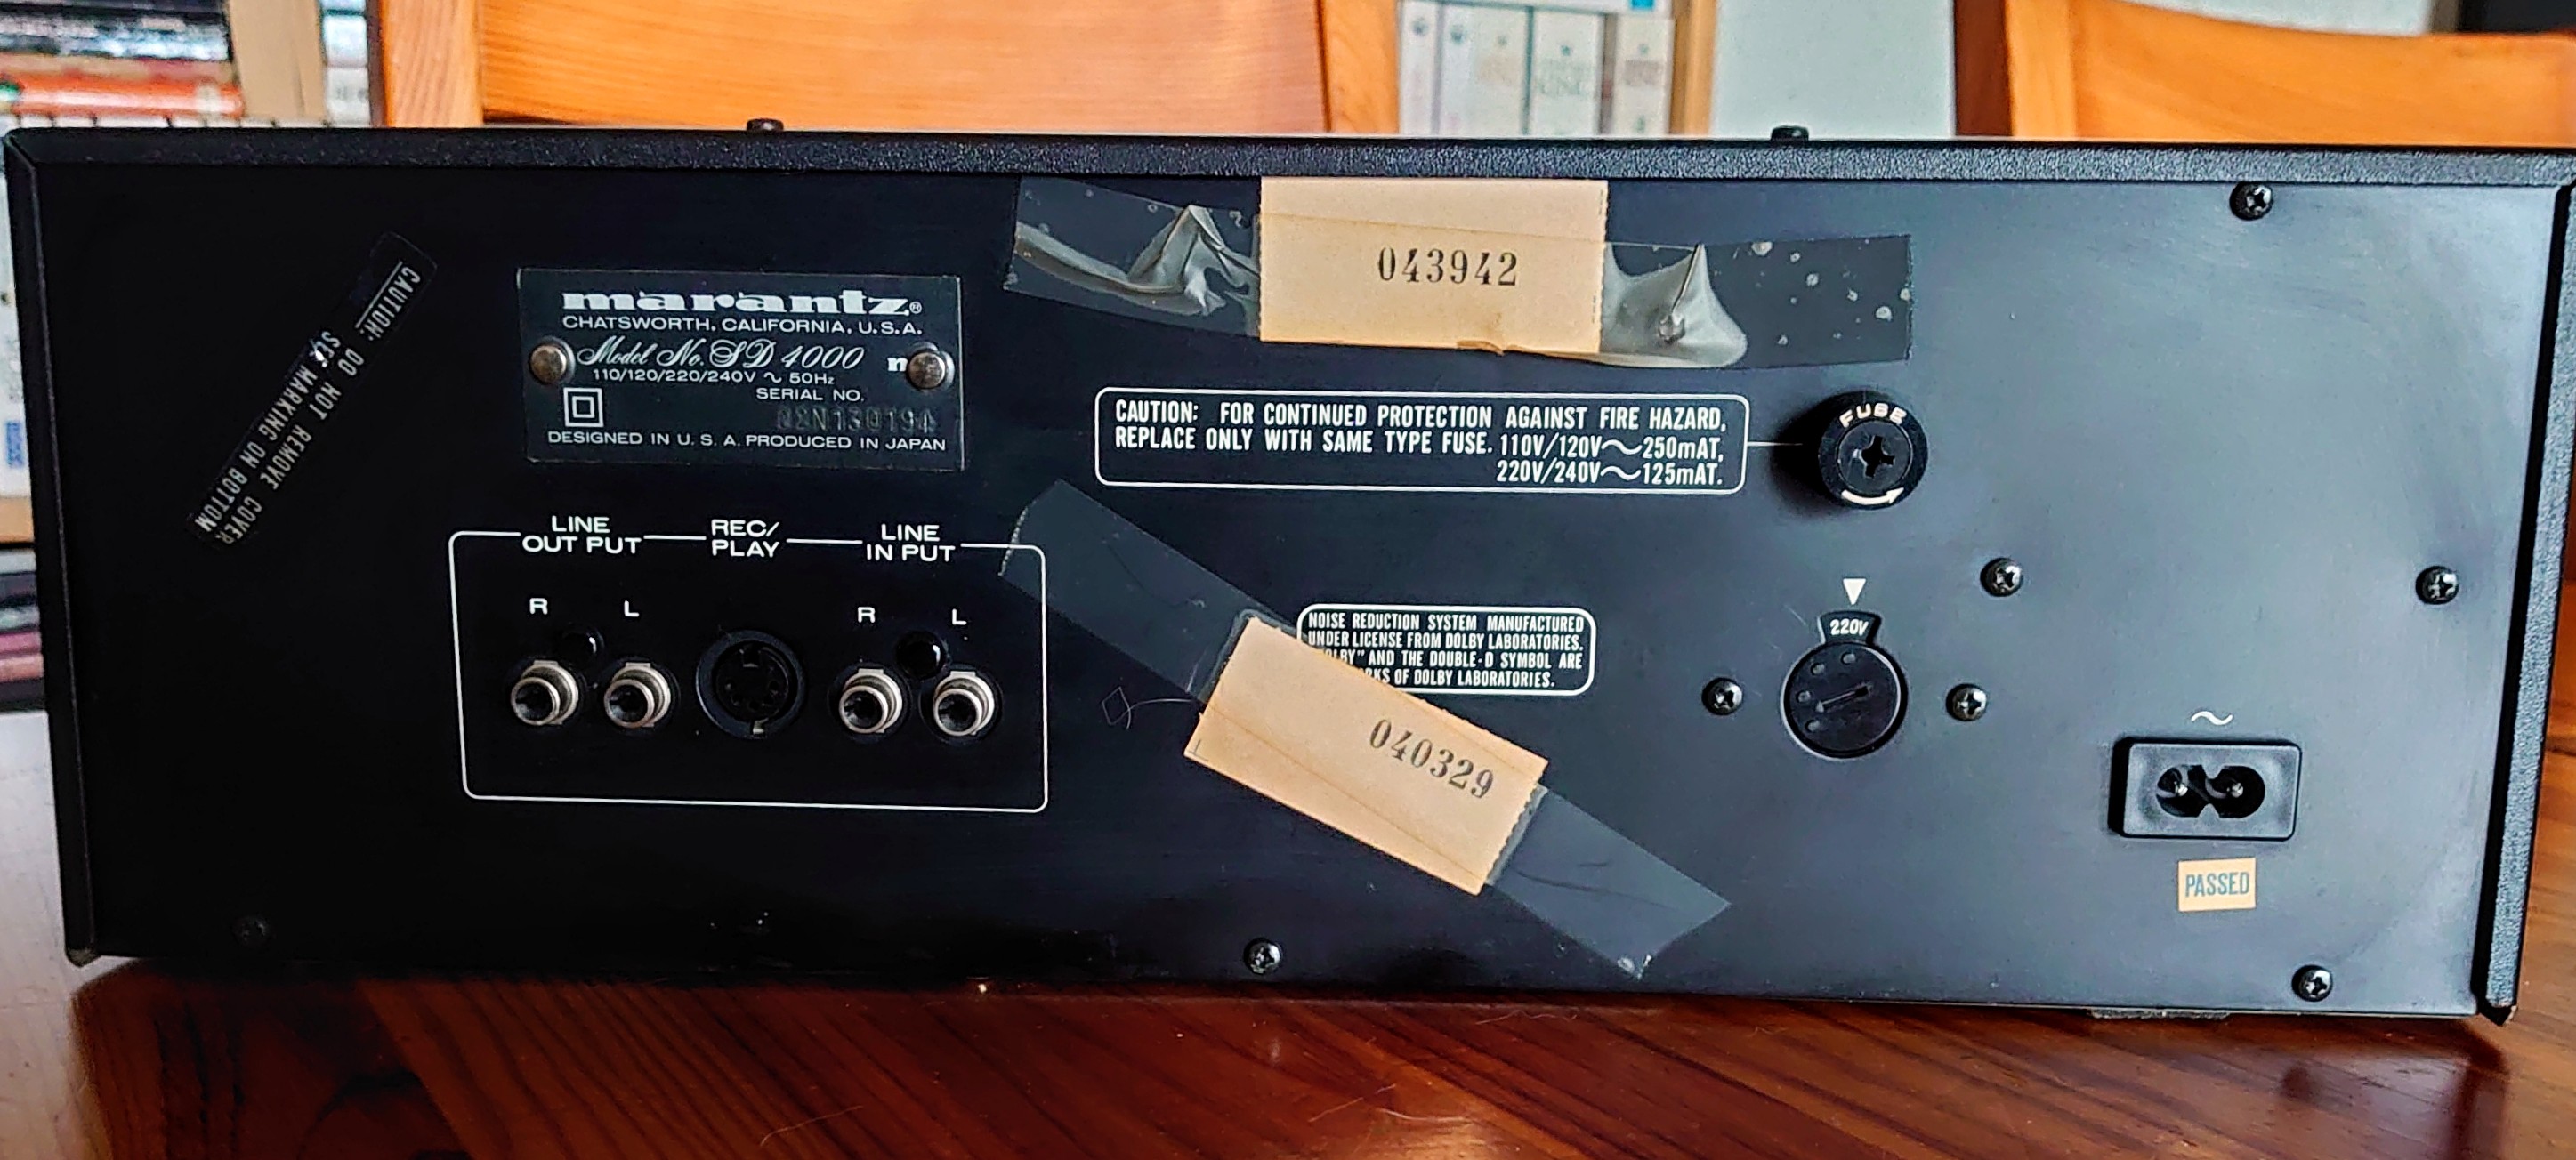 CAUTION: DO NOT REMOVE COVER
SEE MARKING ON BOTTOM
marantz®
CHATSWORTH, CALIFORNIA, U.S.A.
Model No. SD 4000
110/120/220/240V ~ 50Hz
SERIAL NO.
DESIGNED IN U.S.A. PRODUCED IN JAPAN
043942
CAUTION: FOR CONTINUED PROTECTION AGAINST FIRE HAZARD,
REPLACE ONLY WITH SAME TYPE FUSE. 110V/120V~250mAT,
220V/240V~125mAT.
FUSE
LINE OUT PUT
REC/ PLAY
LINE IN PUT
R L
R L
NOISE REDUCTION SYSTEM MANUFACTURED
UNDER LICENSE FROM DOLBY LABORATORIES.
AND THE DOUBLE-D SYMBOL ARE
OF DOLBY LABORATORIES.
040329
220V
~
PASSED